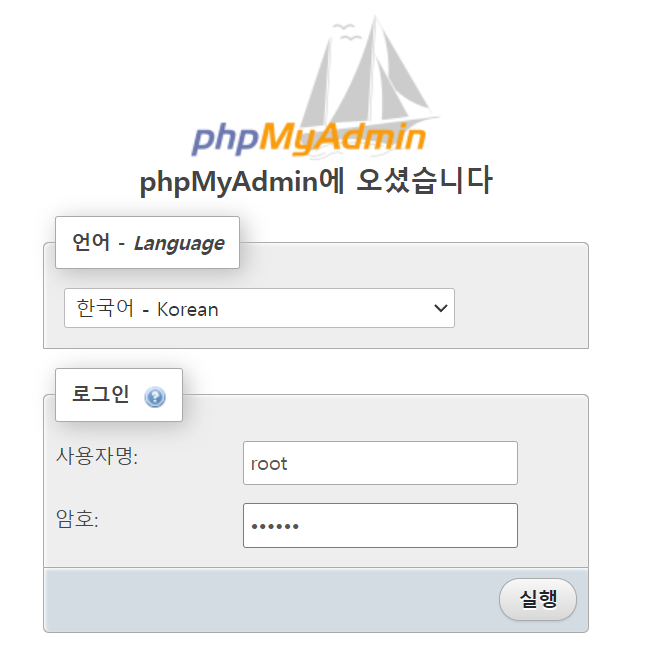 phpMyAdmin
phpMyAdmin에 오셨습니다
언어 - Language
한국어 - Korean
로그인
사용자명:
root
암호:
••••••
실행